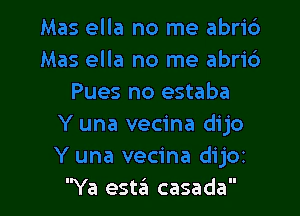 Mas ella no me abrió
Mas ella no me abrió
Pues no estaba
Y una vecina dijo
Y una vecina dijoz
"Ya está casada"